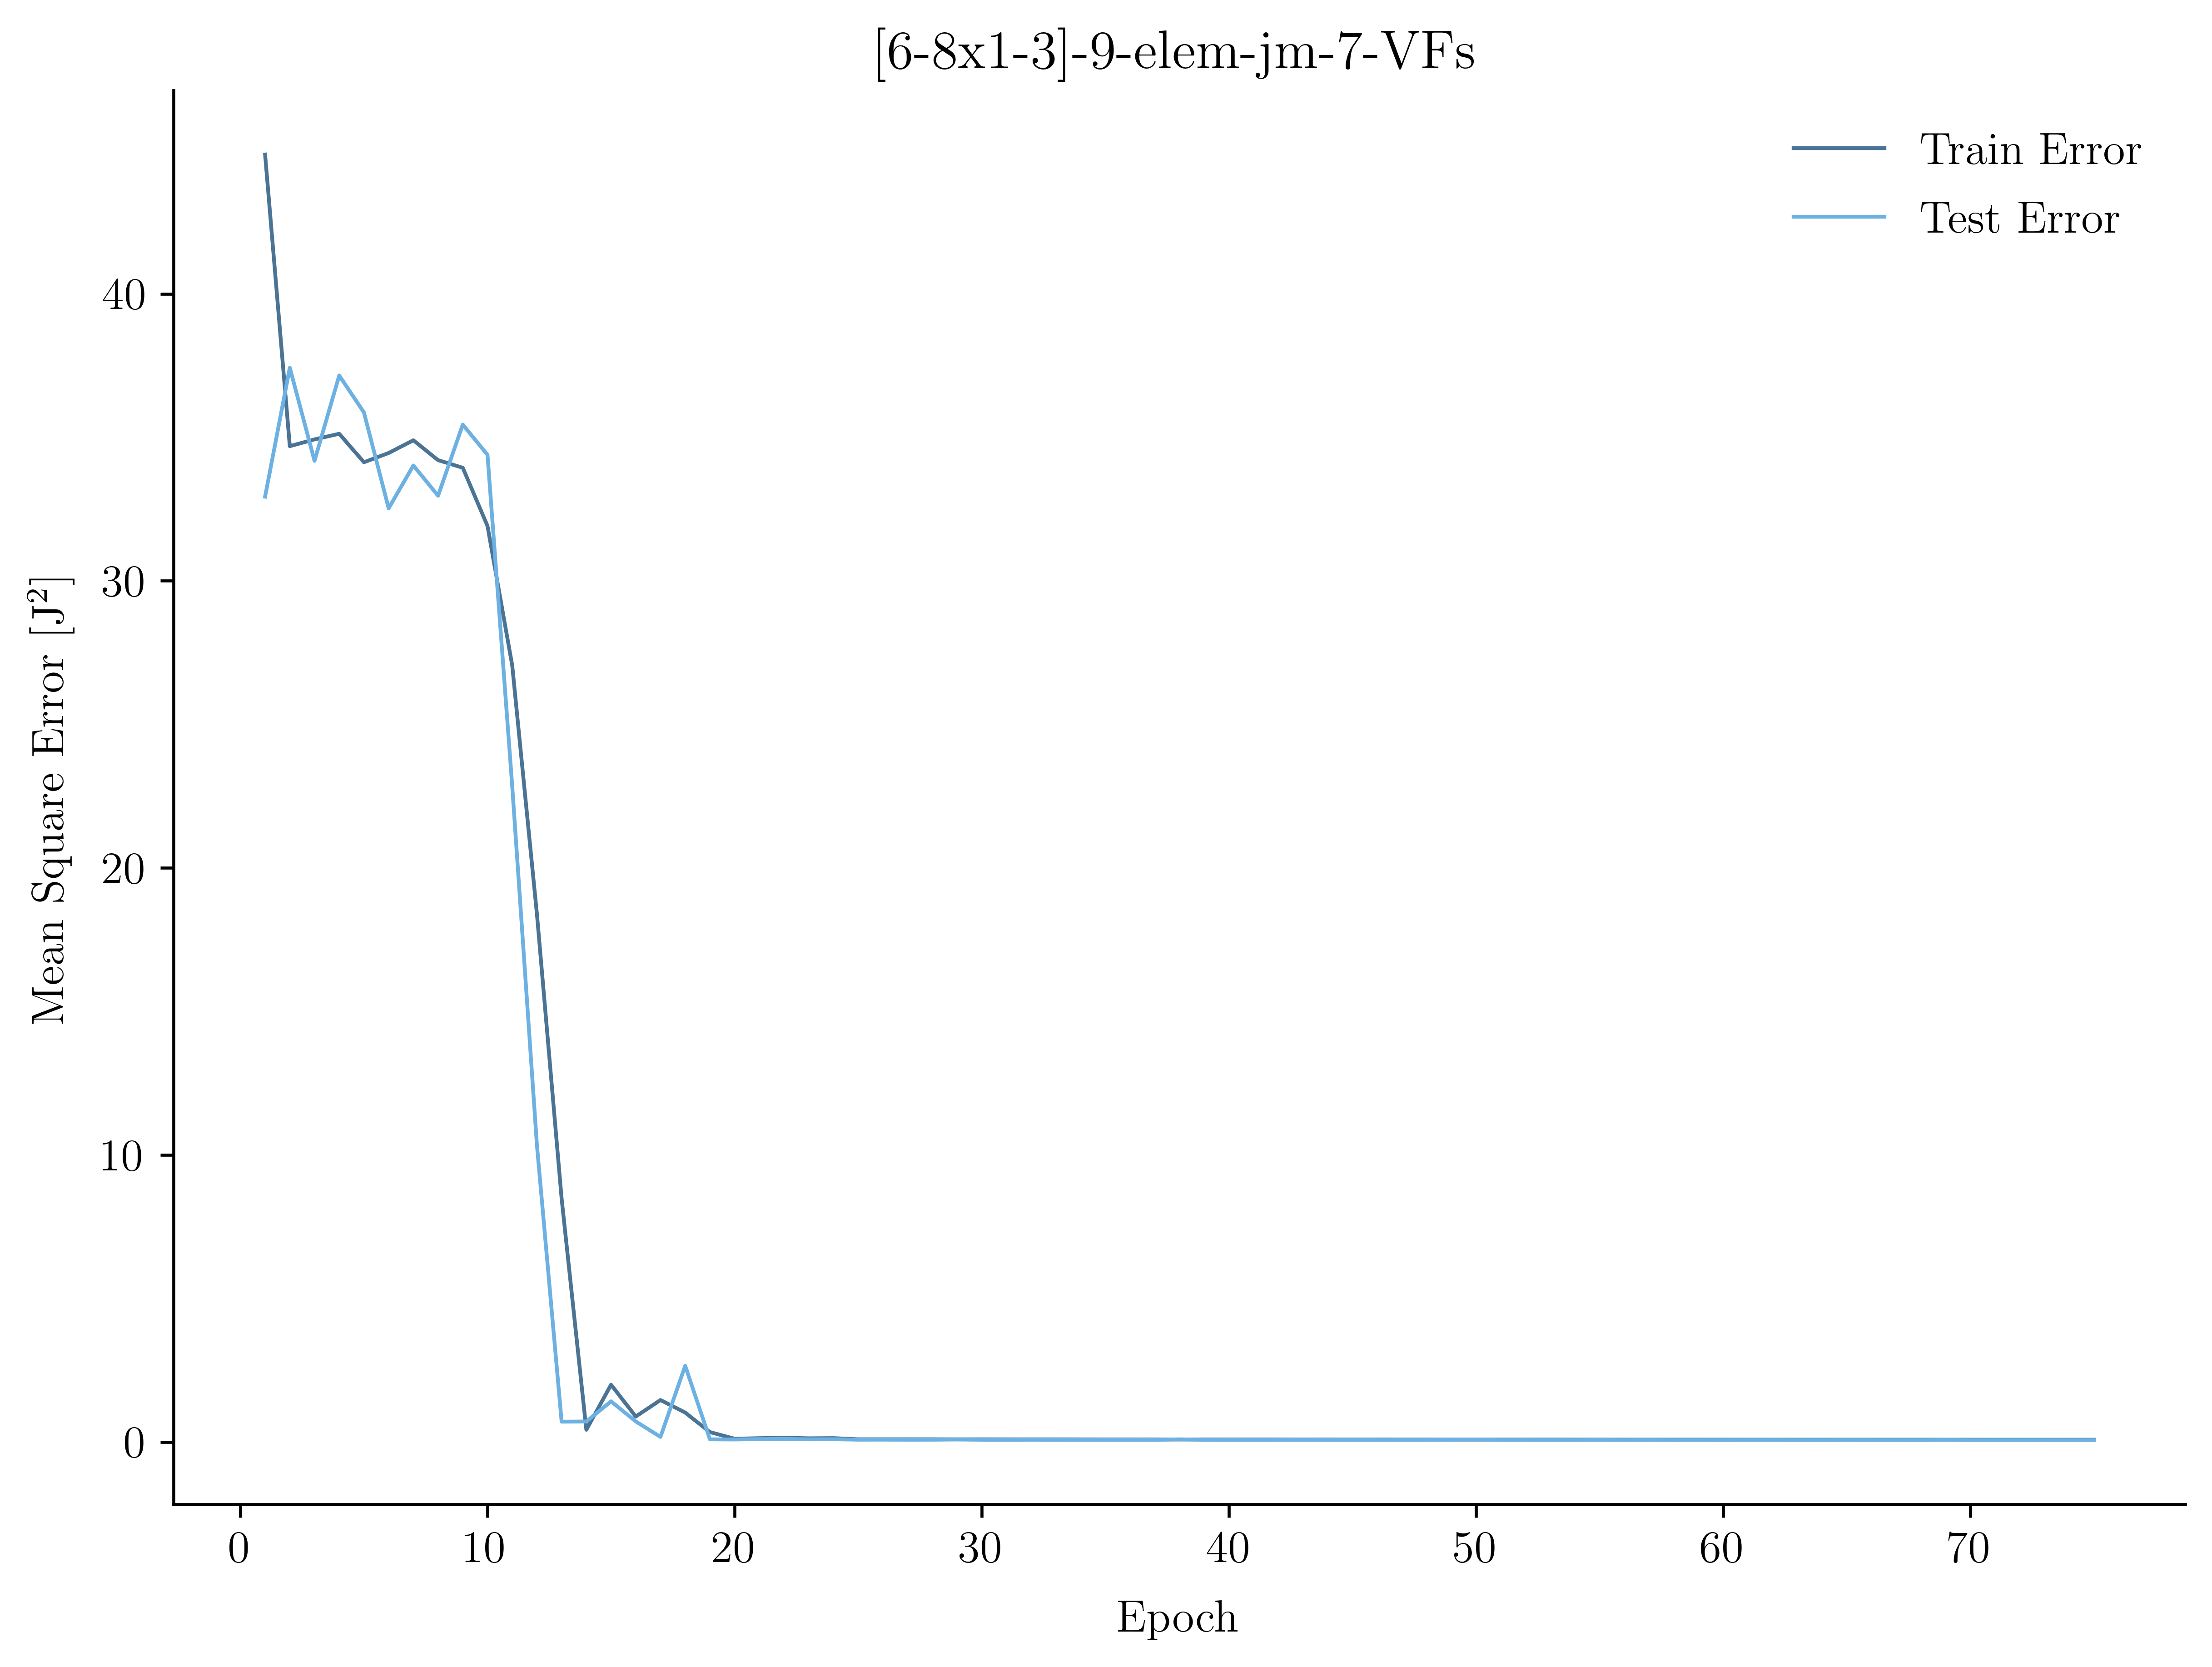 [6-8x1-3]-9-elem-jm-7-VFs
Train Error
Test Error
Mean Square Error [J²]
40
30
20
10
0
0 10 20 30 40 50 60 70
Epoch